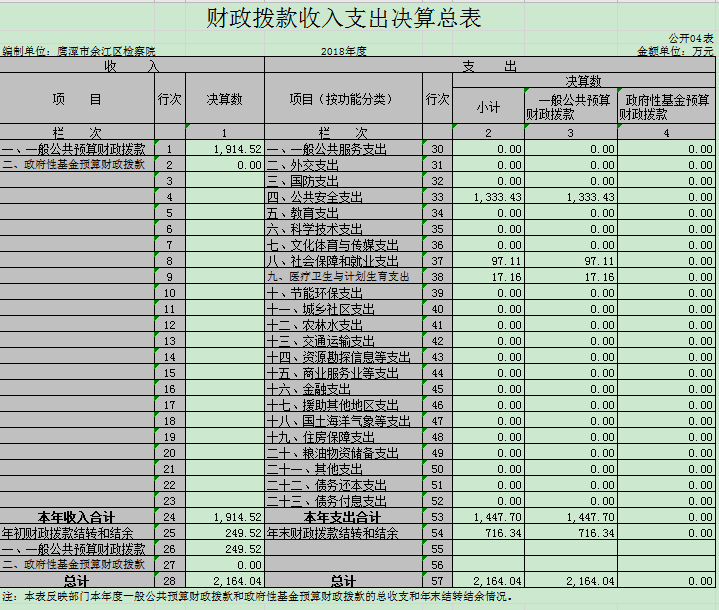 财政拨款收入支出决算总表
公开04表
编制单位：鹰潭市余江区检察院 2018年度 金额单位：万元
收 入 支 出
项 目 行次 决算数 项目（按功能分类） 行次 决算数
小计 一般公共预算财政拨款 政府性基金预算财政拨款
栏 次 1 栏 次 2 3 4
一、一般公共预算财政拨款 1 1,914.52 一、一般公共服务支出 30 0.00 0.00 0.00
二、政府性基金预算财政拨款 2 0.00 二、外交支出 31 0.00 0.00 0.00
3 三、国防支出 32 0.00 0.00 0.00
4 四、公共安全支出 33 1,333.43 1,333.43 0.00
5 五、教育支出 34 0.00 0.00 0.00
6 六、科学技术支出 35 0.00 0.00 0.00
7 七、文化体育与传媒支出 36 0.00 0.00 0.00
8 八、社会保障和就业支出 37 97.11 97.11 0.00
9 九、医疗卫生与计划生育支出 38 17.16 17.16 0.00
10 十、节能环保支出 39 0.00 0.00 0.00
11 十一、城乡社区支出 40 0.00 0.00 0.00
12 十二、农林水支出 41 0.00 0.00 0.00
13 十三、交通运输支出 42 0.00 0.00 0.00
14 十四、资源勘探信息等支出 43 0.00 0.00 0.00
15 十五、商业服务业等支出 44 0.00 0.00 0.00
16 十六、金融支出 45 0.00 0.00 0.00
17 十七、援助其他地区支出 46 0.00 0.00 0.00
18 十八、国土海洋气象等支出 47 0.00 0.00 0.00
19 十九、住房保障支出 48 0.00 0.00 0.00
20 二十、粮油物资储备支出 49 0.00 0.00 0.00
21 二十一、其他支出 50 0.00 0.00 0.00
22 二十二、债务还本支出 51 0.00 0.00 0.00
23 二十三、债务付息支出 52 0.00 0.00 0.00
本年收入合计 24 1,914.52 本年支出合计 53 1,447.70 1,447.70 0.00
年初财政拨款结转和结余 25 249.52 年末财政拨款结转和结余 54 716.34 716.34 0.00
一、一般公共预算财政拨款 26 249.52 55
二、政府性基金预算财政拨款 27 0.00 56
总计 28 2,164.04 总计 57 2,164.04 2,164.04 0.00
注：本表反映部门本年度一般公共预算财政拨款和政府性基金预算财政拨款的总收支和年末结转结余情况。